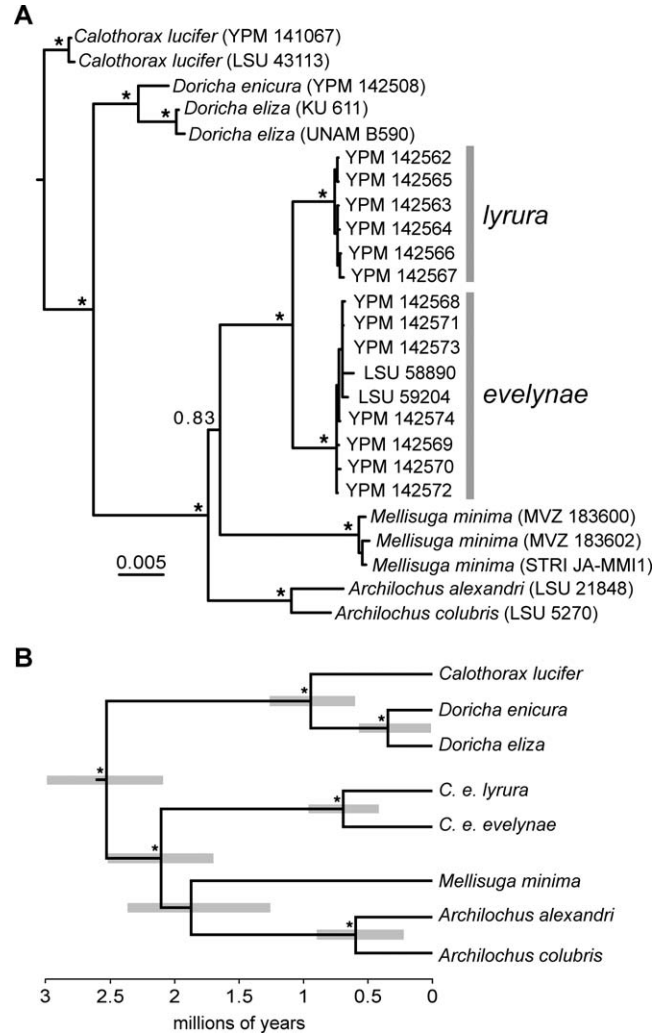 A
* Calothorax lucifer (YPM 141067)
Calothorax lucifer (LSU 43113)
* Doricha enicura (YPM 142508)
* Doricha eliza (KU 611)
Doricha eliza (UNAM B590)
YPM 142562
* YPM 142565
YPM 142563
YPM 142564
YPM 142566
YPM 142567
lyrura
*
YPM 142568
* YPM 142571
YPM 142573
LSU 58890
LSU 59204
YPM 142574
YPM 142569
YPM 142570
YPM 142572
evelynae
0.83
*
*
0.005
Mellisuga minima (MVZ 183600)
* Mellisuga minima (MVZ 183602)
Mellisuga minima (STRI JA-MMI1)
* Archilochus alexandri (LSU 21848)
Archilochus colubris (LSU 5270)
B
* Calothorax lucifer
* Doricha enicura
Doricha eliza
*
* C. e. lyrura
C. e. evelynae
*
Mellisuga minima
* Archilochus alexandri
Archilochus colubris
3 2.5 2 1.5 1 0.5 0
millions of years